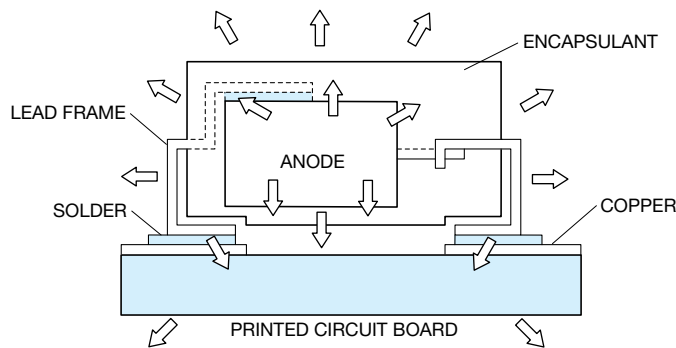 ENCAPSULANT
LEAD FRAME
ANODE
SOLDER
COPPER
PRINTED CIRCUIT BOARD